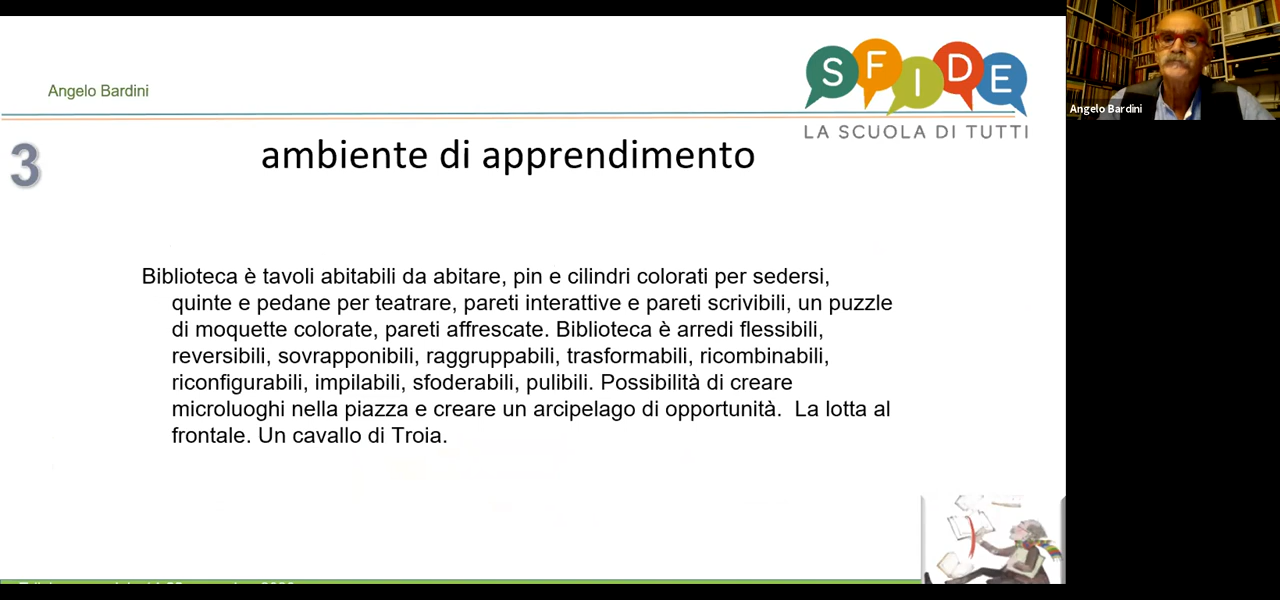 Angelo Bardini
SFIDE
LA SCUOLA DI TUTTI
Angelo Bardini
3
ambiente di apprendimento
Biblioteca è tavoli abitabili da abitare, pin e cilindri colorati per sedersi,
quinte e pedane per teatrare, pareti interattive e pareti scrivibili, un puzzle
di moquette colorate, pareti affrescate. Biblioteca è arredi flessibili,
reversibili, sovrapponibili, raggruppabili, trasformabili, ricombinabili,
riconfigurabili, impilabili, sfoderabili, pulibili. Possibilità di creare
microluoghi nella piazza e creare un arcipelago di opportunità.  La lotta al
frontale. Un cavallo di Troia.